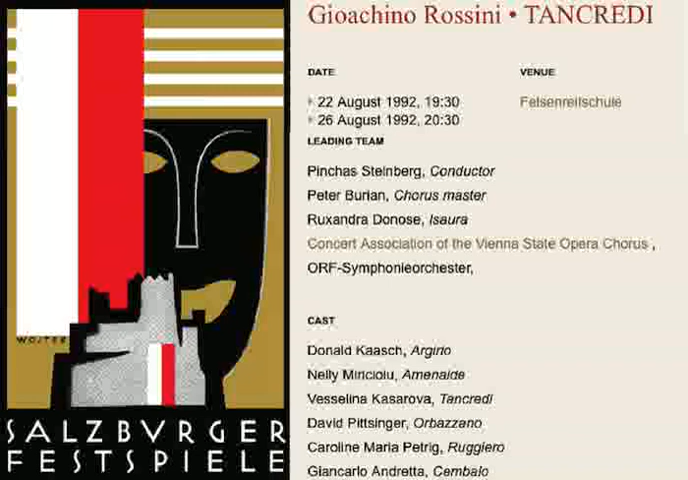 WOJTEK
SALZBVRGER
FESTSPIELE
Gioachino Rossini • TANCREDI
DATE
VENUE
22 August 1992, 19:30
Felsenreitschule
26 August 1992, 20:30
LEADING TEAM
Pinchas Steinberg, Conductor
Peter Burian, Chorus master
Ruxandra Donose, Isaura
Concert Association of the Vienna State Opera Chorus ,
ORF-Symphonieorchester,
CAST
Donald Kaasch, Argirio
Nelly Miricioiu, Amenaide
Vesselina Kasarova, Tancredi
David Pittsinger, Orbazzano
Caroline Maria Petrig, Ruggiero
Giancarlo Andretta, Cembalo